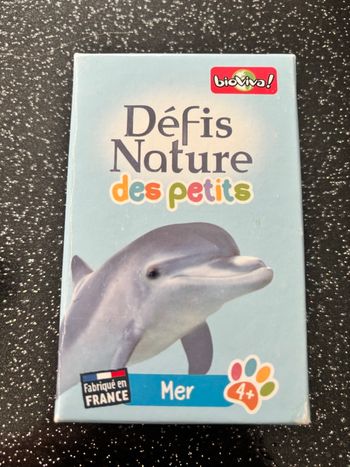 bioviva!
Défis
Nature
des petits
Fabriqué en
FRANCE
Mer
4+